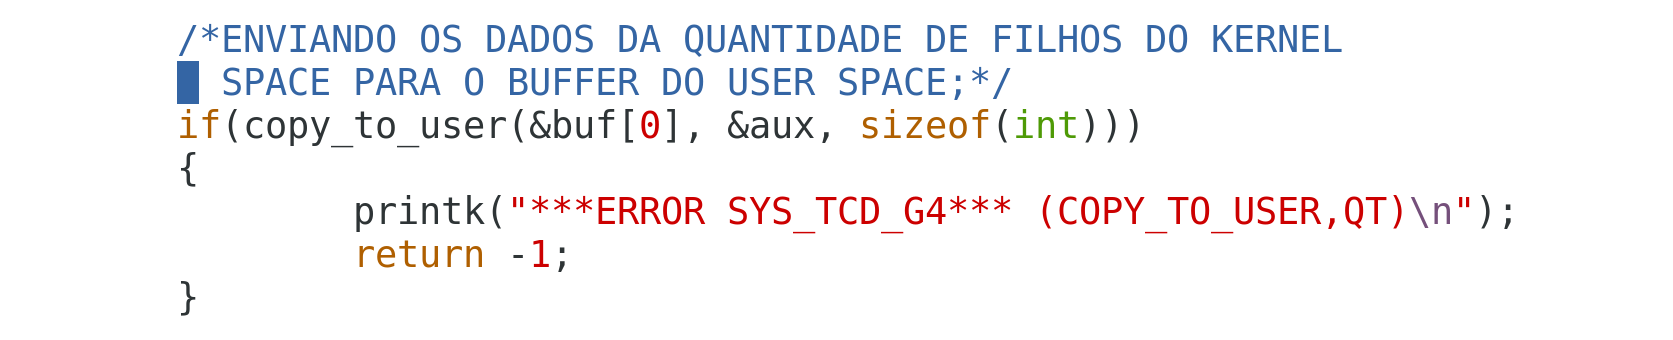 /*ENVIANDO OS DADOS DA QUANTIDADE DE FILHOS DO KERNEL
SPACE PARA O BUFFER DO USER SPACE;*/
if(copy_to_user(&buf[0], &aux, sizeof(int)))
{
printk("***ERROR SYS_TCD_G4*** (COPY_TO_USER,QT)\n");
return -1;
}